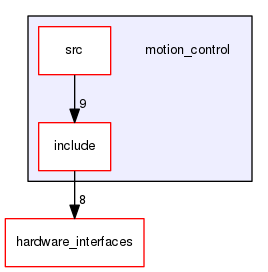 src
motion_control
9
include
8
hardware_interfaces